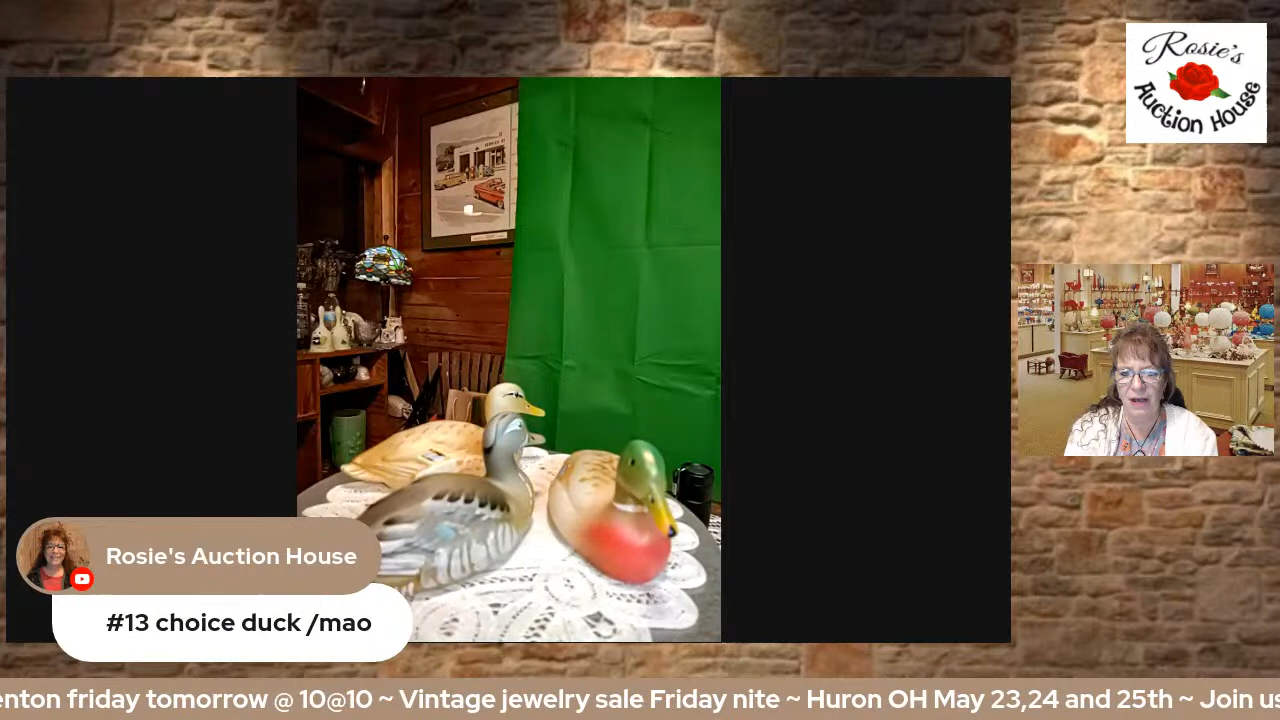 Rosie's
Auction House
Rosie's Auction House
#13 choice duck /mao
enton friday tomorrow @ 10@10 ~ Vintage jewelry sale Friday nite ~ Huron OH May 23,24 and 25th ~ Join us